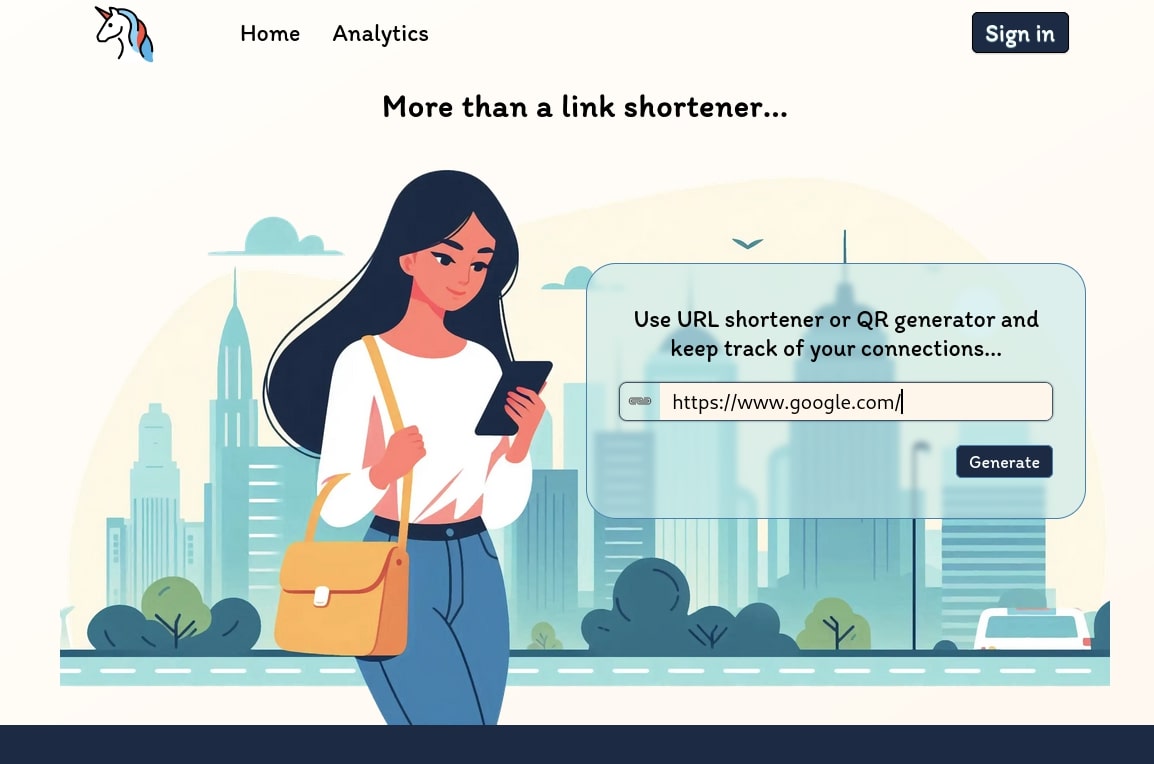 Home
Analytics
Sign in
More than a link shortener...
Use URL shortener or QR generator and
keep track of your connections...
https://www.google.com/
Generate